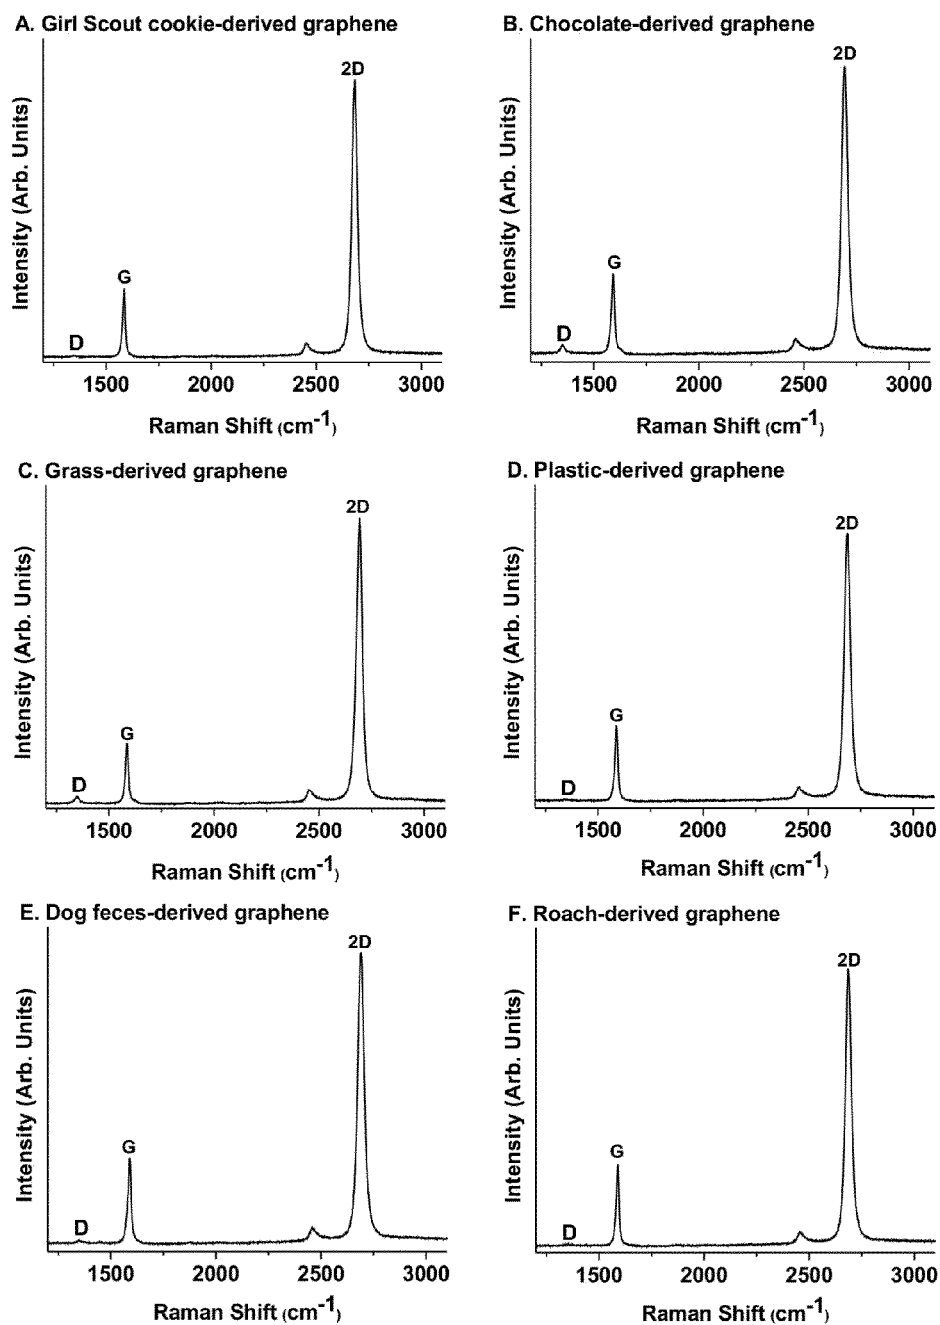 A. Girl Scout cookie-derived graphene
Intensity (Arb. Units)
D
G
2D
1500 2000 2500 3000
Raman Shift (cm-1)
B. Chocolate-derived graphene
Intensity (Arb. Units)
D
G
2D
1500 2000 2500 3000
Raman Shift (cm-1)
C. Grass-derived graphene
Intensity (Arb. Units)
D
G
2D
1500 2000 2500 3000
Raman Shift (cm-1)
D. Plastic-derived graphene
Intensity (Arb. Units)
D
G
2D
1500 2000 2500 3000
Raman Shift (cm-1)
E. Dog feces-derived graphene
Intensity (Arb. Units)
D
G
2D
1500 2000 2500 3000
Raman Shift (cm-1)
F. Roach-derived graphene
Intensity (Arb. Units)
D
G
2D
1500 2000 2500 3000
Raman Shift (cm-1)